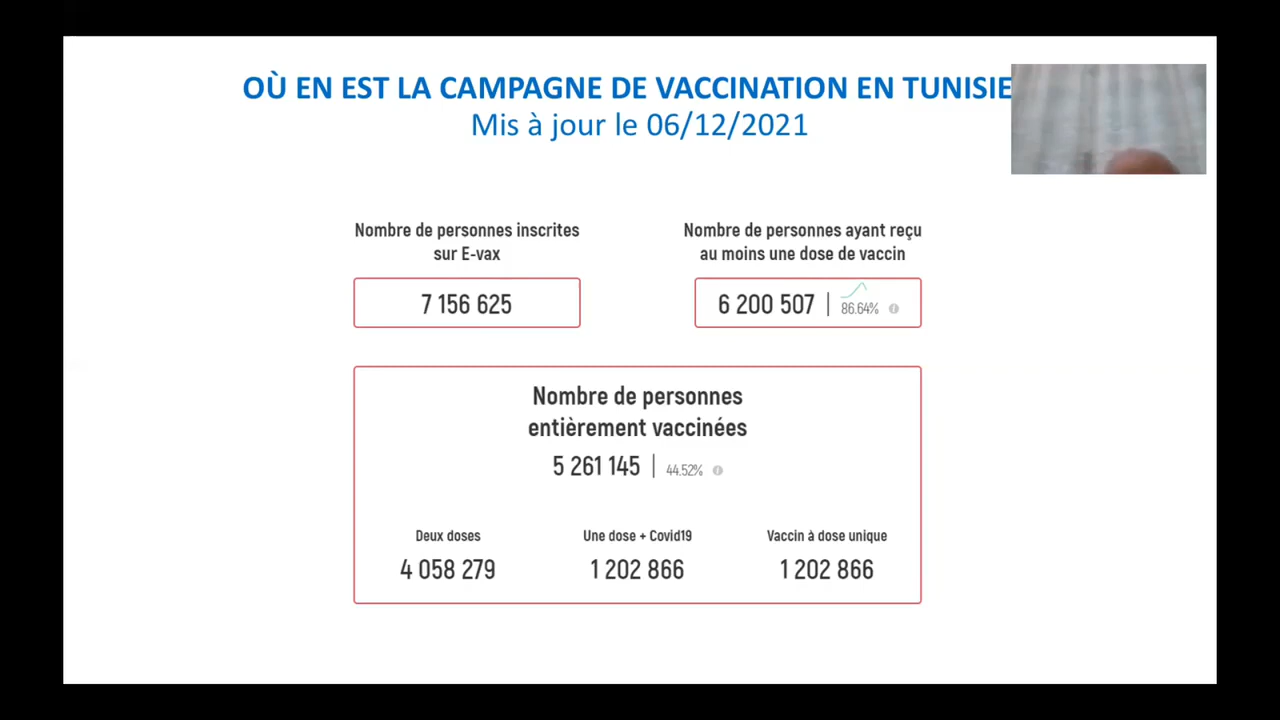 OÙ EN EST LA CAMPAGNE DE VACCINATION EN TUNISIE
Mis à jour le 06/12/2021
Nombre de personnes inscrites
sur E-vax
7 156 625
Nombre de personnes ayant reçu
au moins une dose de vaccin
6 200 507 | 86.64%
Nombre de personnes
entièrement vaccinées
5 261 145 | 44.52%
Deux doses
4 058 279
Une dose + Covid19
1 202 866
Vaccin à dose unique
1 202 866